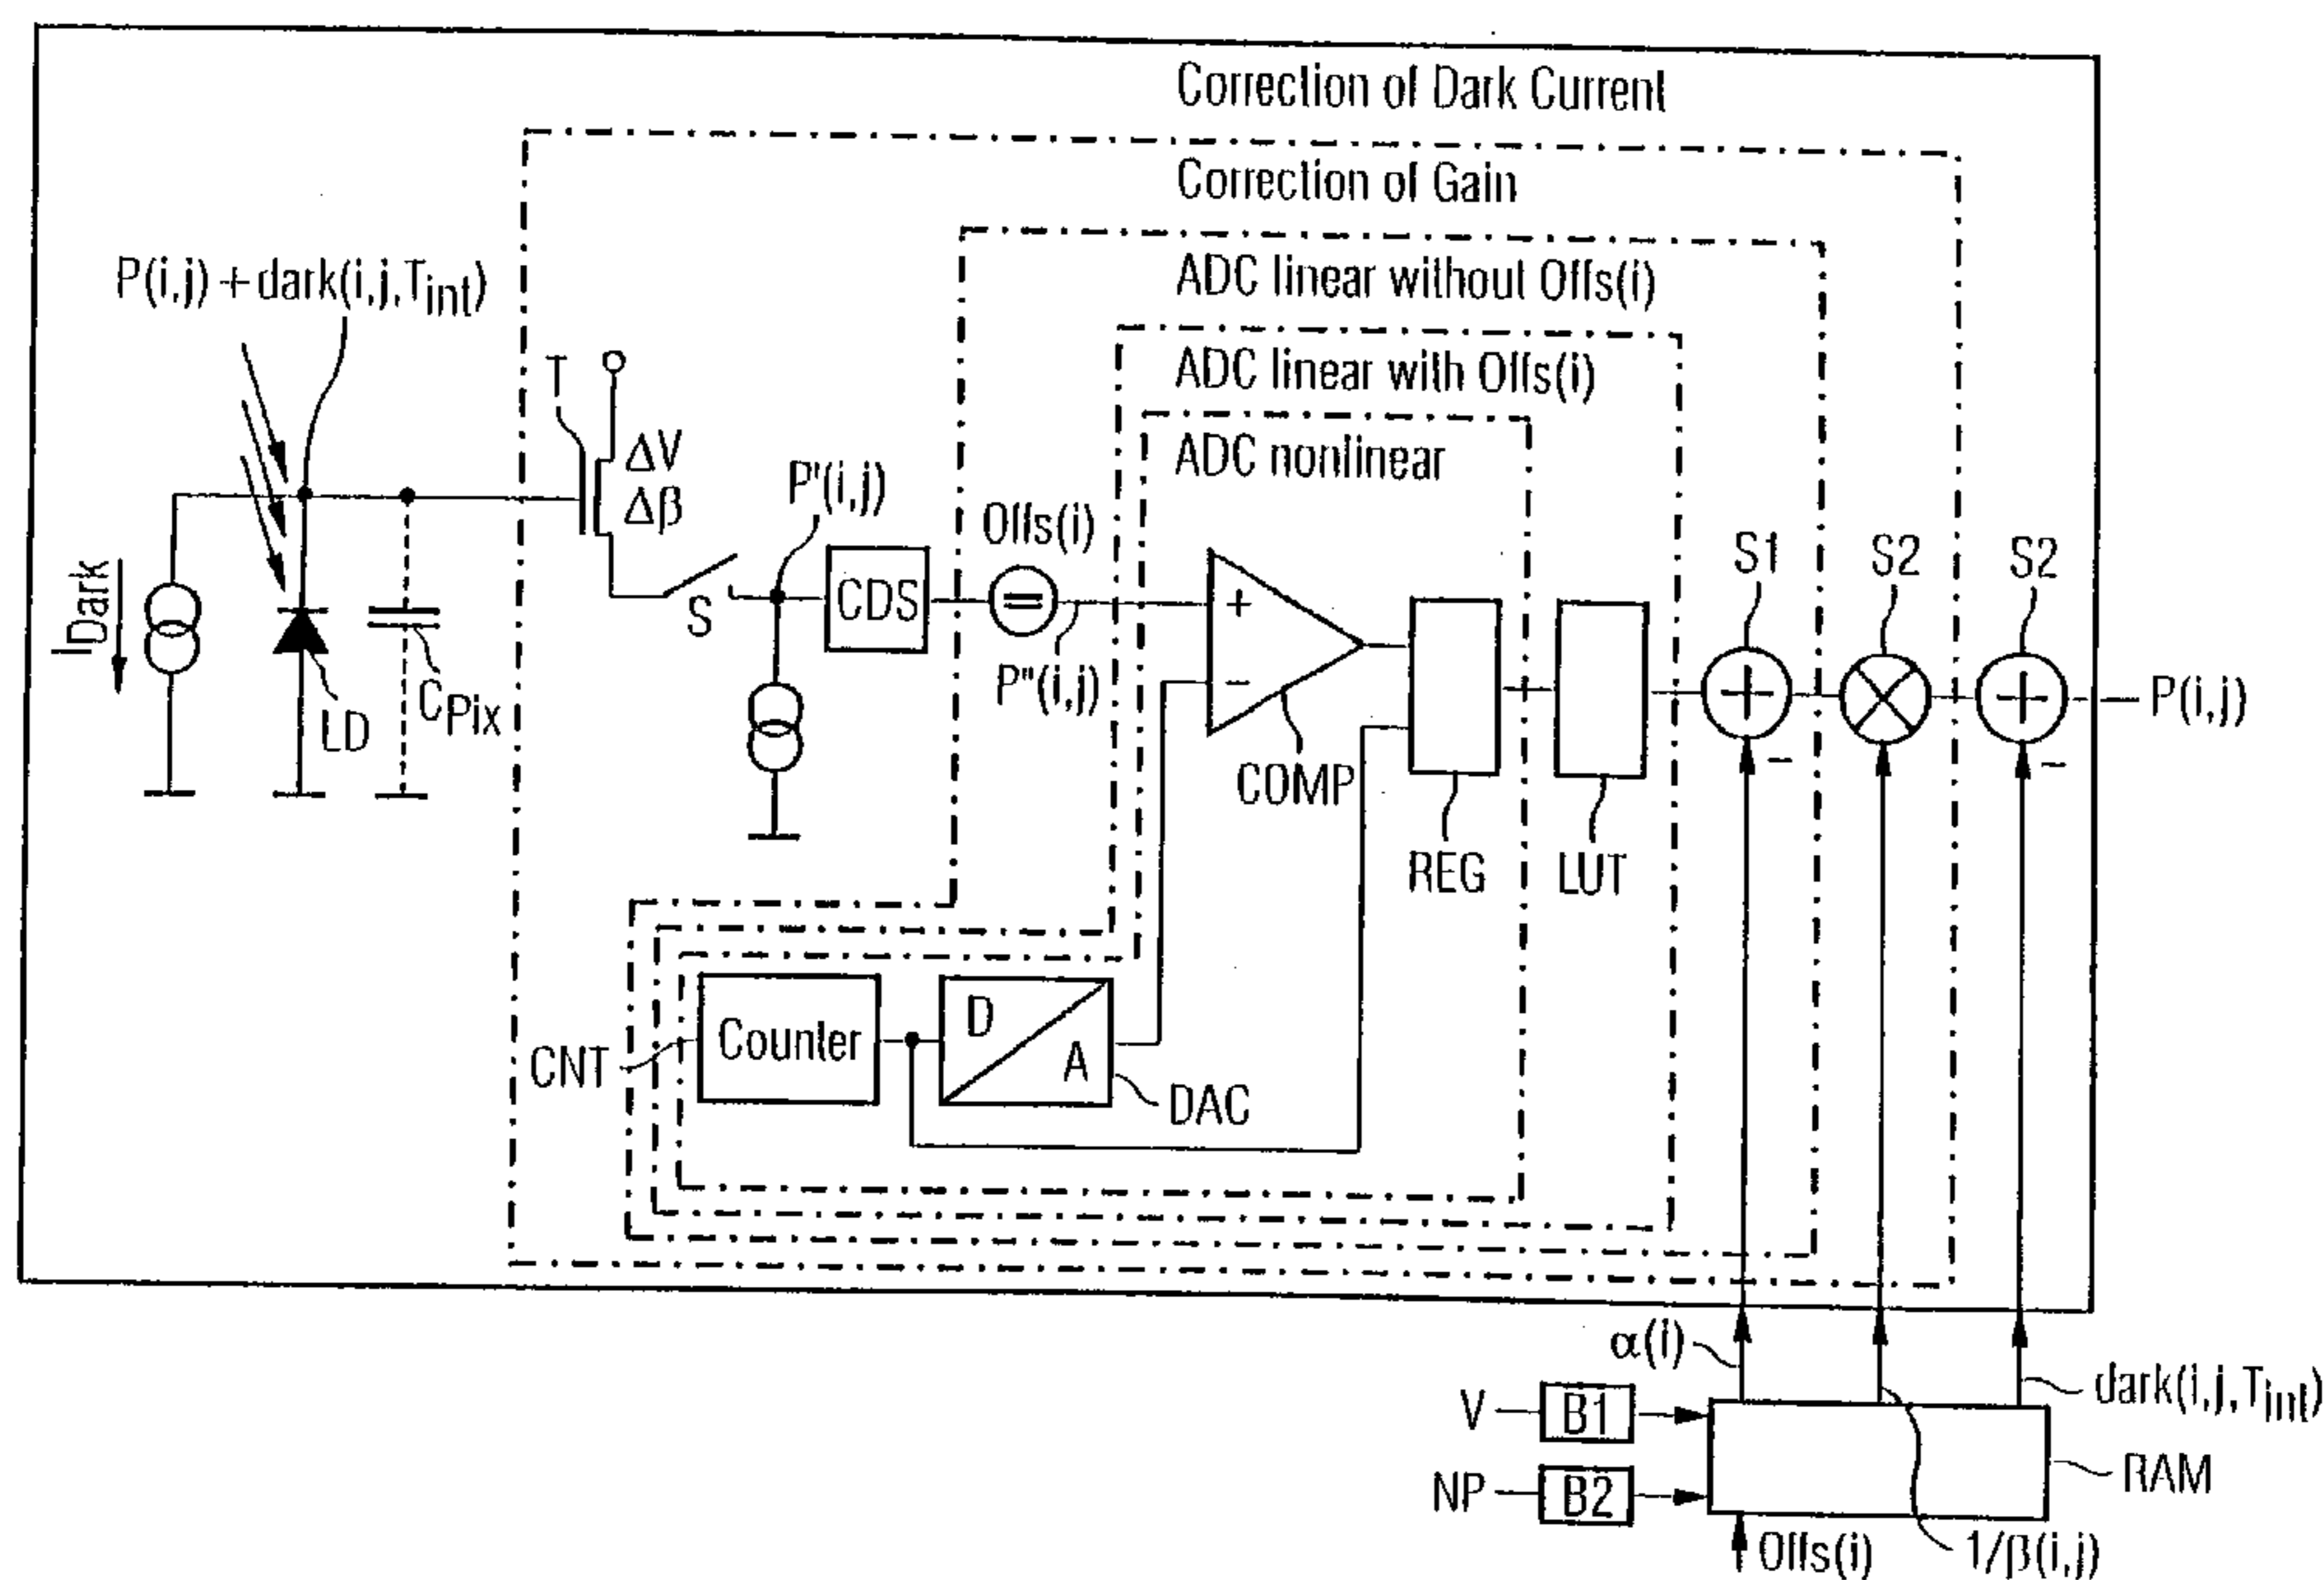 Correction of Dark Current
Correction of Gain
ADC linear without Offs(i)
P(i,j) + dark(i,j,Tint)
ADC linear with Offs(i)
T
ΔV
ADC nonlinear
Δβ
P'(i,j)
Offs(i)
S1
S2
S2
IDark
S
CDS
=
+
−
P"(i,j)
+
+
P(i,j)
CPix
LD
COMP
−
−
REG
LUT
Counter
D
A
CNT
DAC
α(i)
dark(i,j,Tint)
V
B1
NP
B2
RAM
Offs(i)
1/β(i,j)